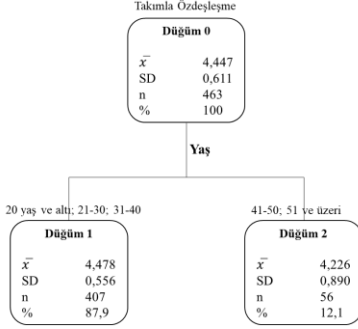 Takımla Özdeşleşme
Düğüm 0
x̄ 4,447
SD 0,611
n 463
% 100
Yaş
20 yaş ve altı; 21-30; 31-40
41-50; 51 ve üzeri
Düğüm 1
x̄ 4,478
SD 0,556
n 407
% 87,9
Düğüm 2
x̄ 4,226
SD 0,890
n 56
% 12,1